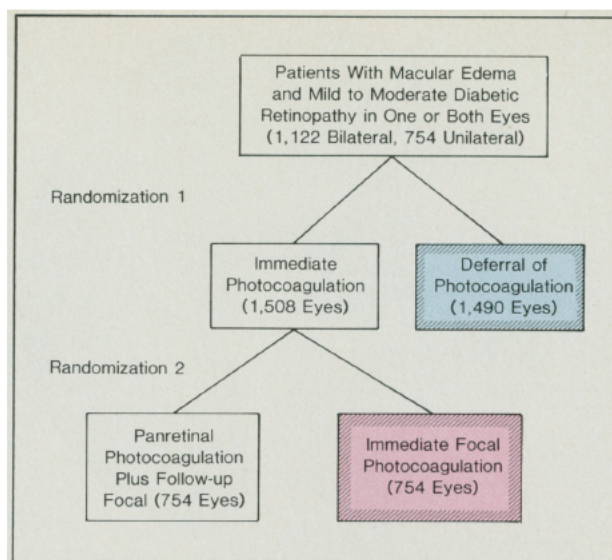 Patients With Macular Edema
and Mild to Moderate Diabetic
Retinopathy in One or Both Eyes
(1,122 Bilateral, 754 Unilateral)
Randomization 1
Immediate
Photocoagulation
(1,508 Eyes)
Deferral of
Photocoagulation
(1,490 Eyes)
Randomization 2
Panretinal
Photocoagulation
Plus Follow-up
Focal (754 Eyes)
Immediate Focal
Photocoagulation
(754 Eyes)